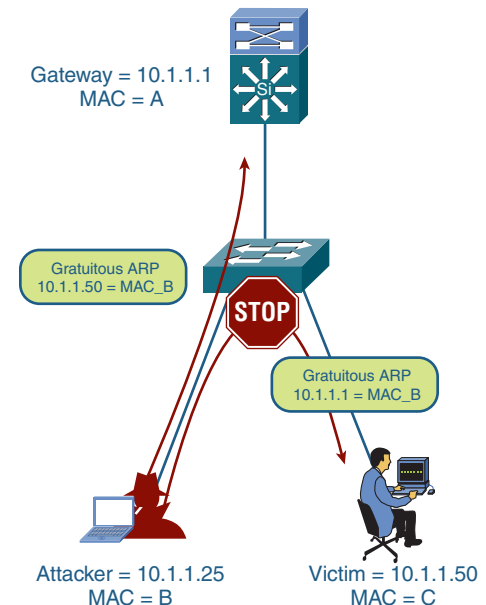 Gateway = 10.1.1.1
MAC = A
Si
Gratuitous ARP
10.1.1.50 = MAC_B
STOP
Gratuitous ARP
10.1.1.1 = MAC_B
Attacker = 10.1.1.25
MAC = B
Victim = 10.1.1.50
MAC = C